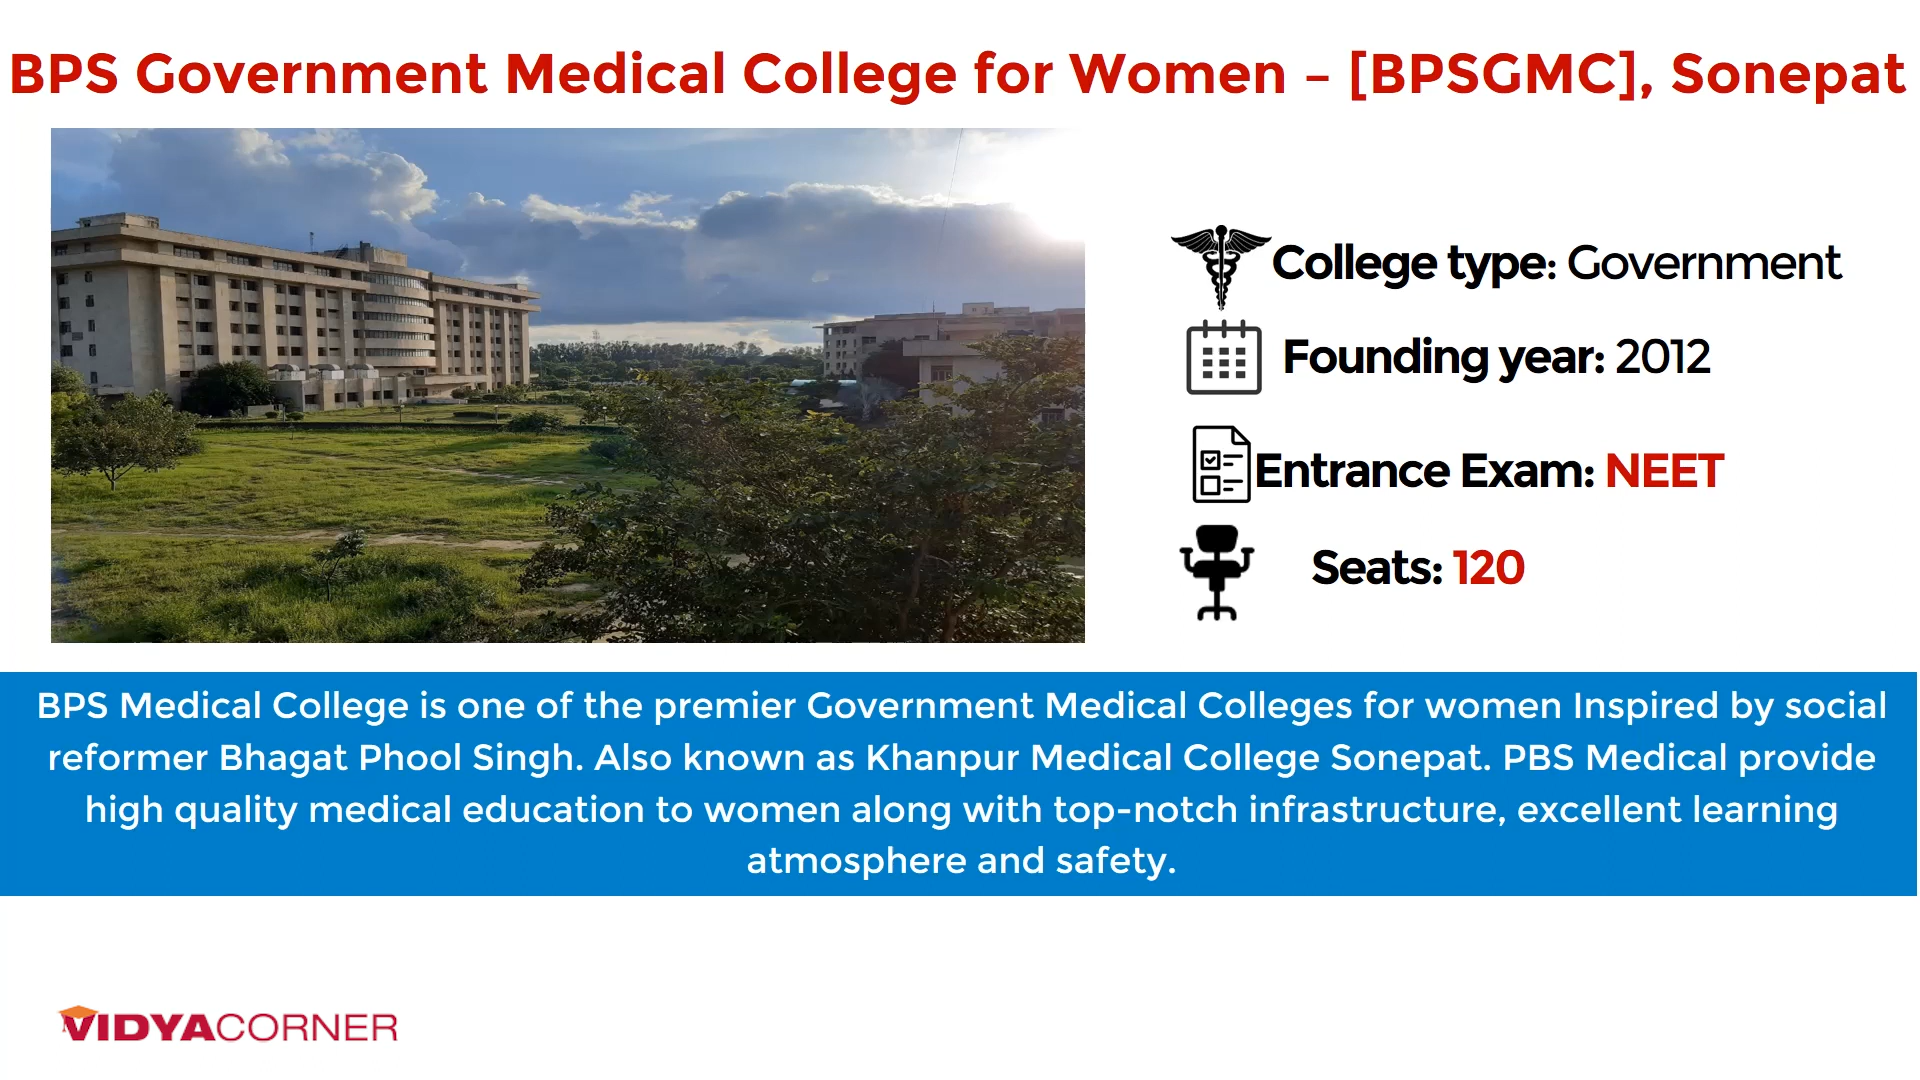 BPS Government Medical College for Women – [BPSGMC], Sonepat
College type: Government
Founding year: 2012
Entrance Exam: NEET
Seats: 120
BPS Medical College is one of the premier Government Medical Colleges for women Inspired by social
reformer Bhagat Phool Singh. Also known as Khanpur Medical College Sonepat. PBS Medical provide
high quality medical education to women along with top-notch infrastructure, excellent learning
atmosphere and safety.
VIDYACORNER